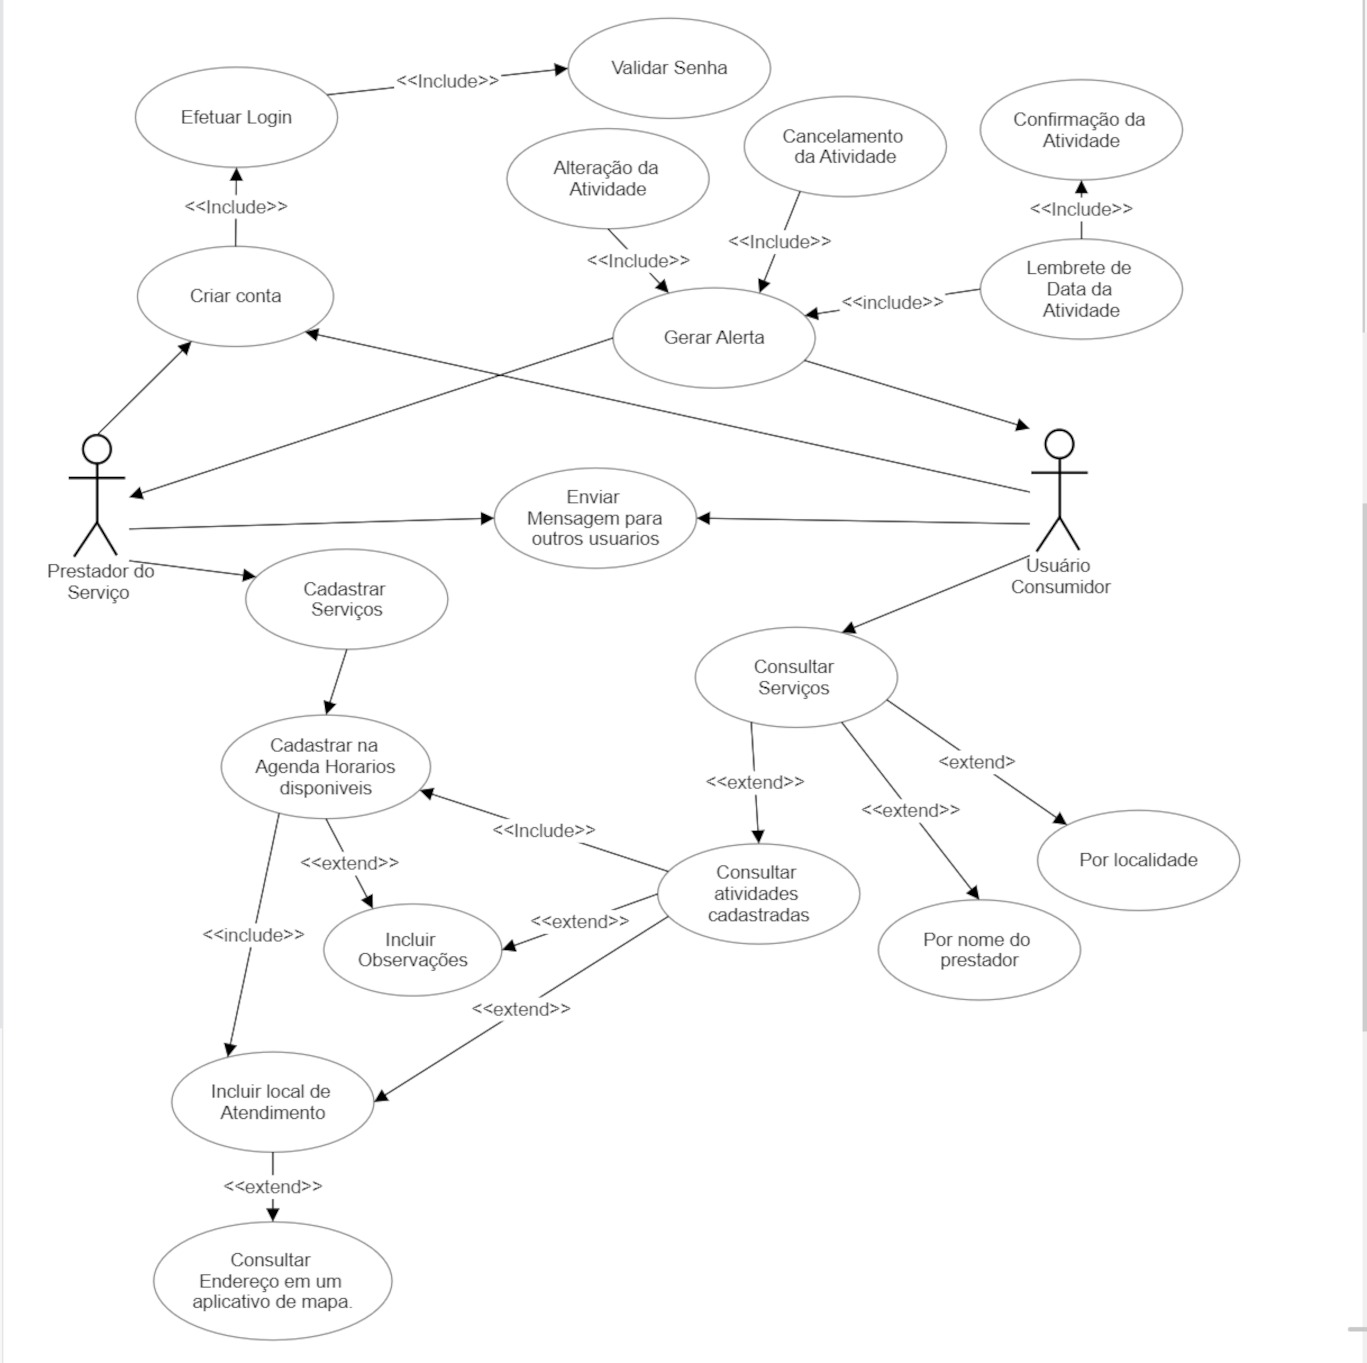 Validar Senha
<<Include>>
Efetuar Login
Cancelamento
da Atividade
Confirmação da
Atividade
Alteração da
Atividade
<<Include>>
<<Include>>
<<Include>>
<<Include>>
Lembrete de
Data da
Atividade
Criar conta
<<include>>
Gerar Alerta
Enviar
Mensagem para
outros usuarios
Prestador do
Serviço
Usuário
Consumidor
Cadastrar
Serviços
Consultar
Serviços
Cadastrar na
Agenda Horarios
disponiveis
<extend>
<<extend>>
<<extend>>
<<Include>>
<<extend>>
Por localidade
Consultar
atividades
cadastradas
<<extend>>
<<include>>
Incluir
Observações
Por nome do
prestador
<<extend>>
Incluir local de
Atendimento
<<extend>>
Consultar
Endereço em um
aplicativo de mapa.